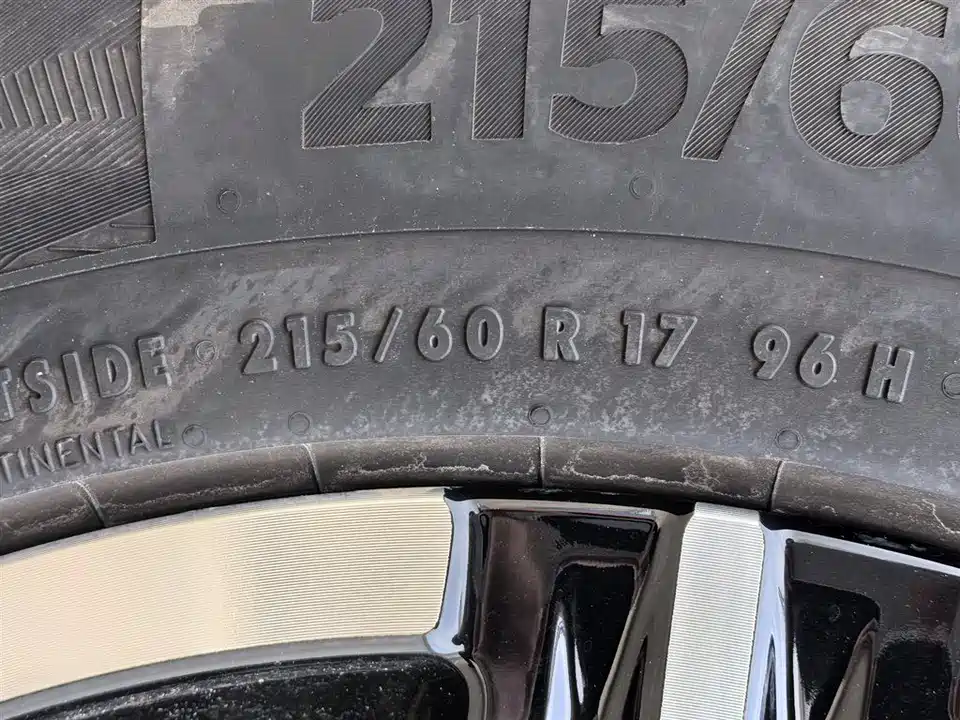 215/6
TSIDE 215/60 R 17 96 H
TINENTAL